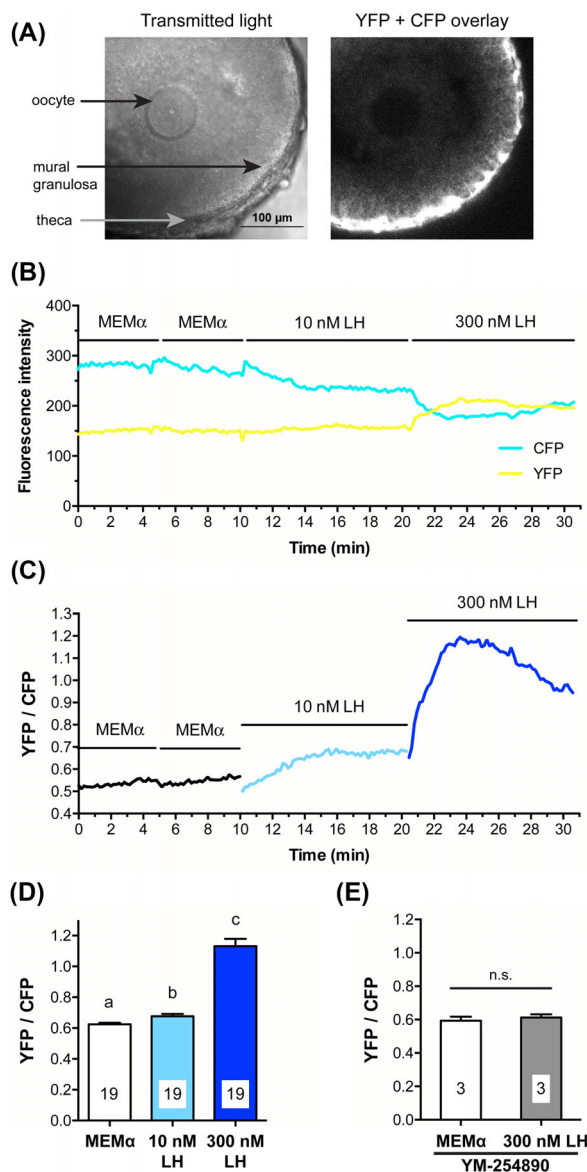 (A)
Transmitted light
YFP + CFP overlay
oocyte
mural
granulosa
theca
100 µm
(B)
Fluorescence intensity
400
300
200
100
0
MEMα
MEMα
10 nM LH
300 nM LH
CFP
YFP
0 2 4 6 8 10 12 14 16 18 20 22 24 26 28 30
Time (min)
(C)
YFP / CFP
1.3
1.2
1.1
1.0
0.9
0.8
0.7
0.6
0.5
0.4
MEMα
MEMα
10 nM LH
300 nM LH
0 2 4 6 8 10 12 14 16 18 20 22 24 26 28 30
Time (min)
(D)
YFP / CFP
1.2
1.0
0.8
0.6
0.4
0.2
0.0
a
b
c
19
19
19
MEMα
10 nM
LH
300 nM
LH
(E)
YFP / CFP
1.2
1.0
0.8
0.6
0.4
0.2
0.0
n.s.
3
3
MEMα
300 nM LH
YM-254890